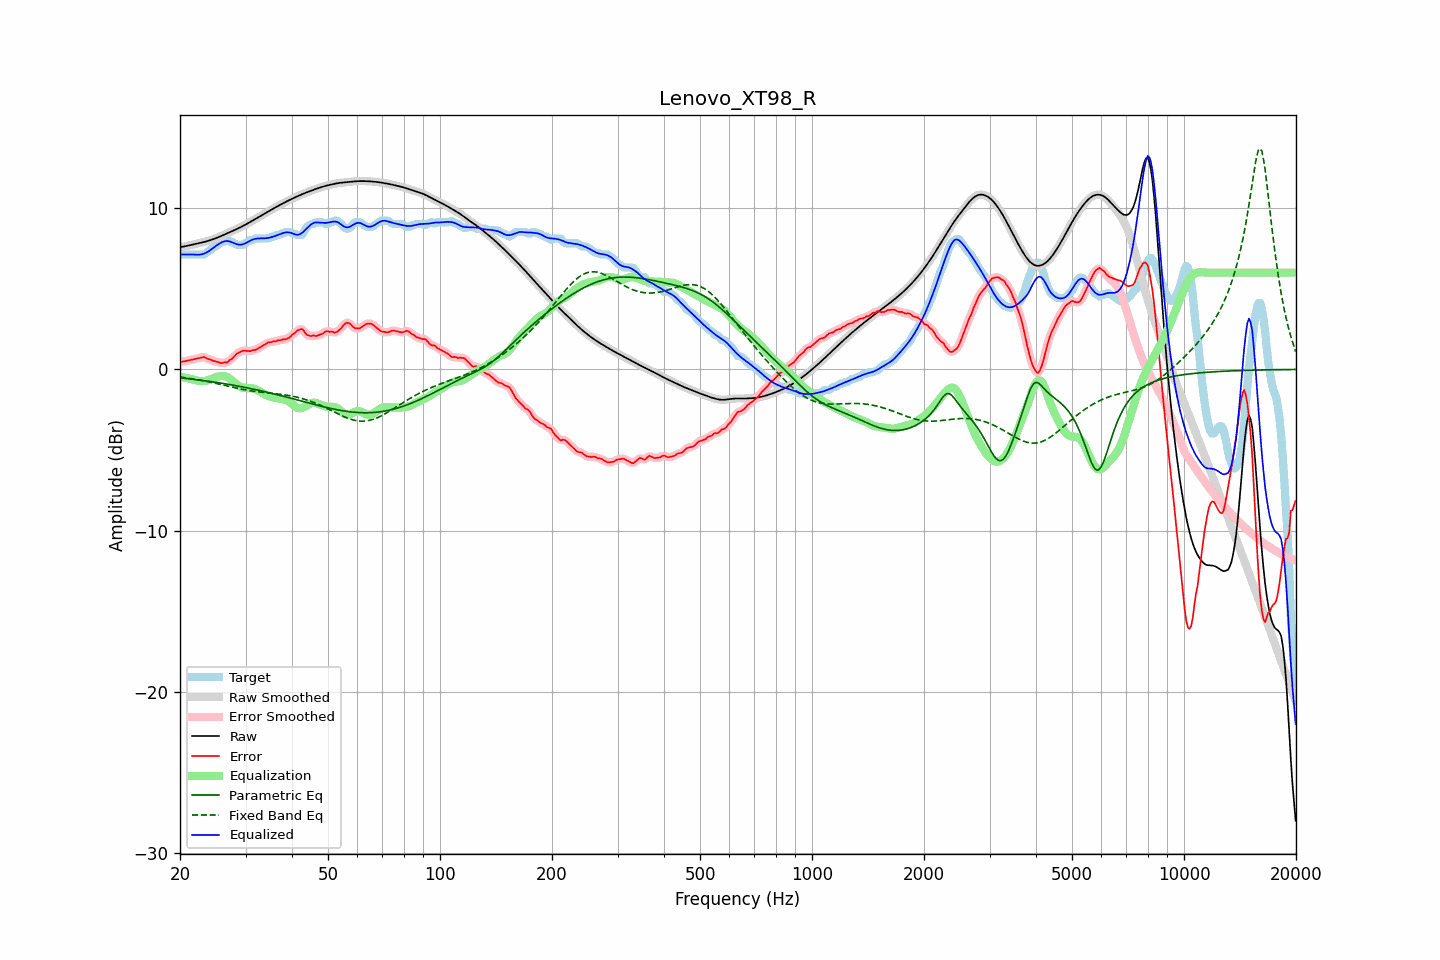 Lenovo_XT98_R
Amplitude (dBr)
10
0
−10
−20
−30
Target
Raw Smoothed
Error Smoothed
Raw
Error
Equalization
Parametric Eq
Fixed Band Eq
Equalized
20 50 100 200 500 1000 2000 5000 10000 20000
Frequency (Hz)